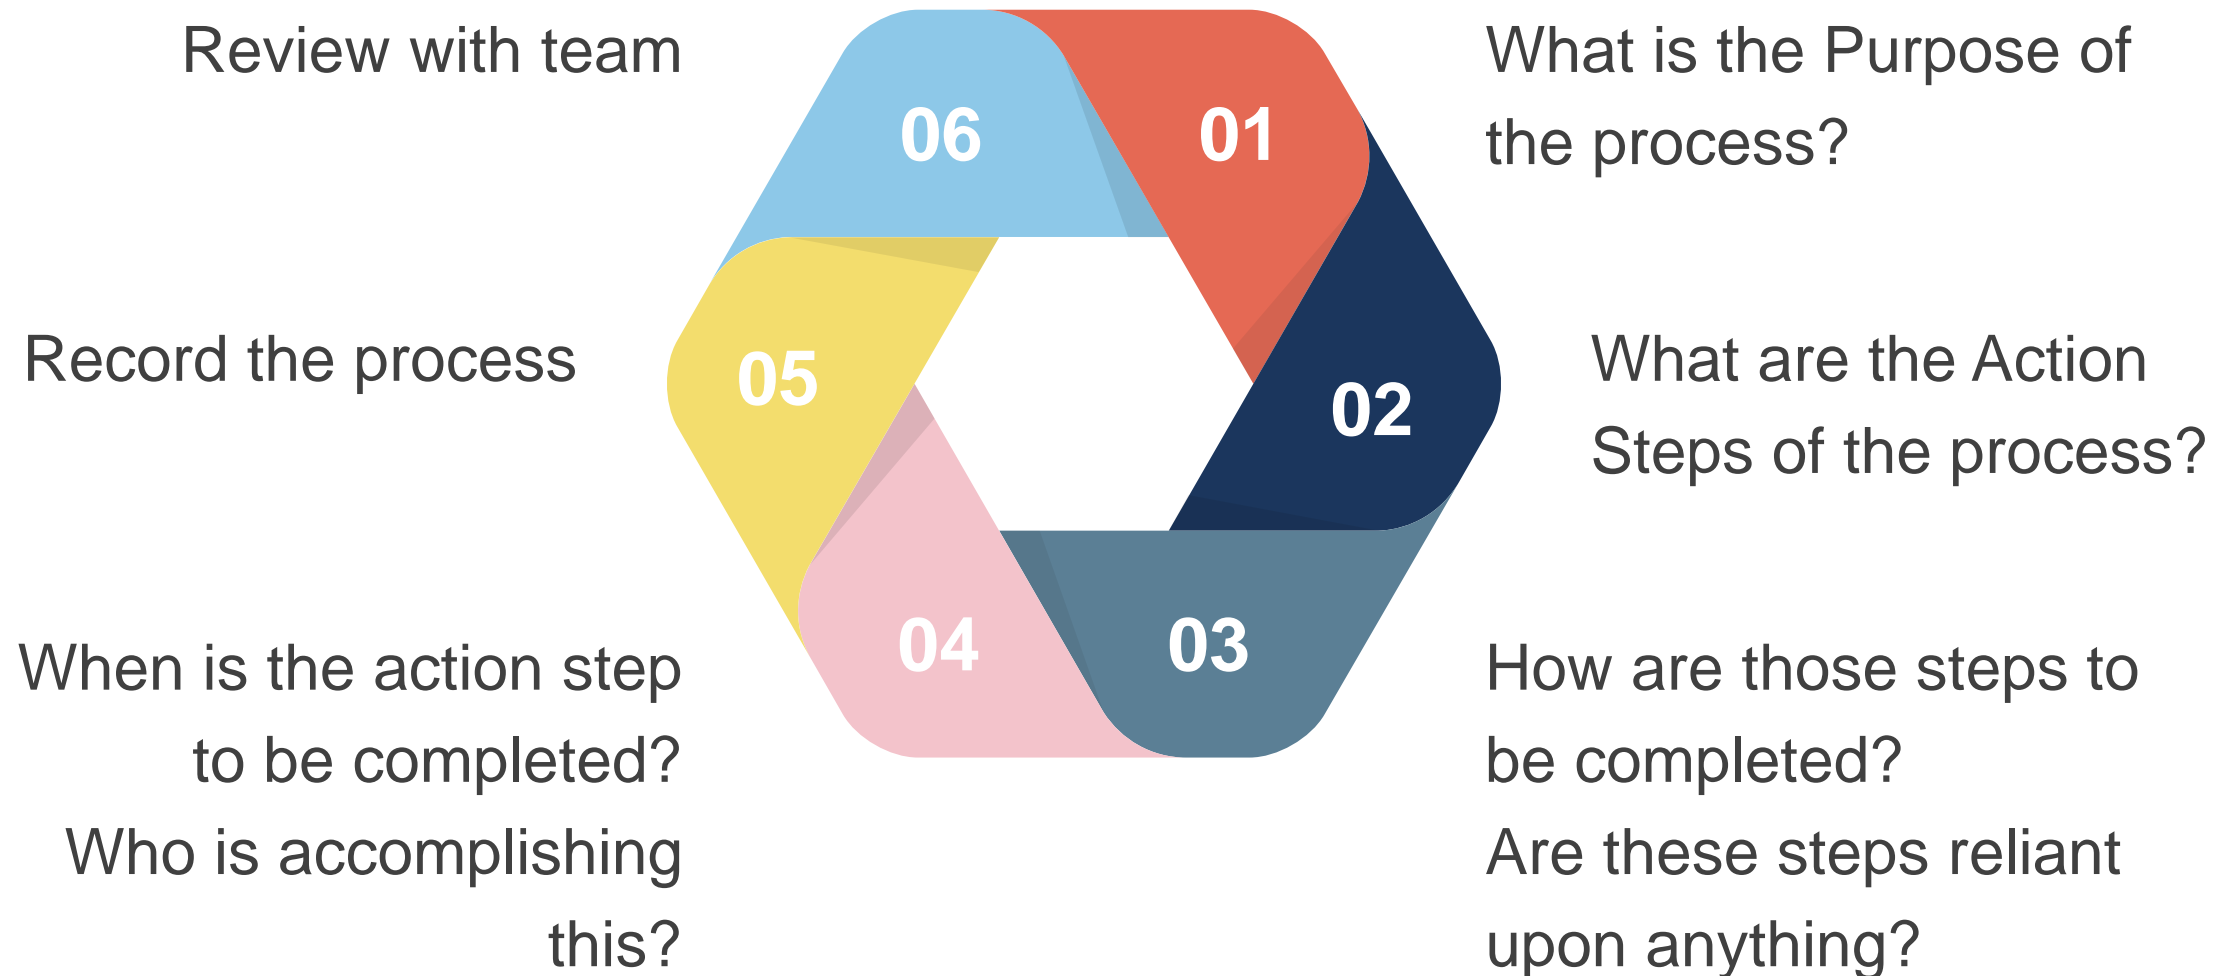 01
What is the Purpose of
the process?
02
What are the Action
Steps of the process?
03
How are those steps to
be completed?
Are these steps reliant
upon anything?
04
When is the action step
to be completed?
Who is accomplishing
this?
05
Record the process
06
Review with team